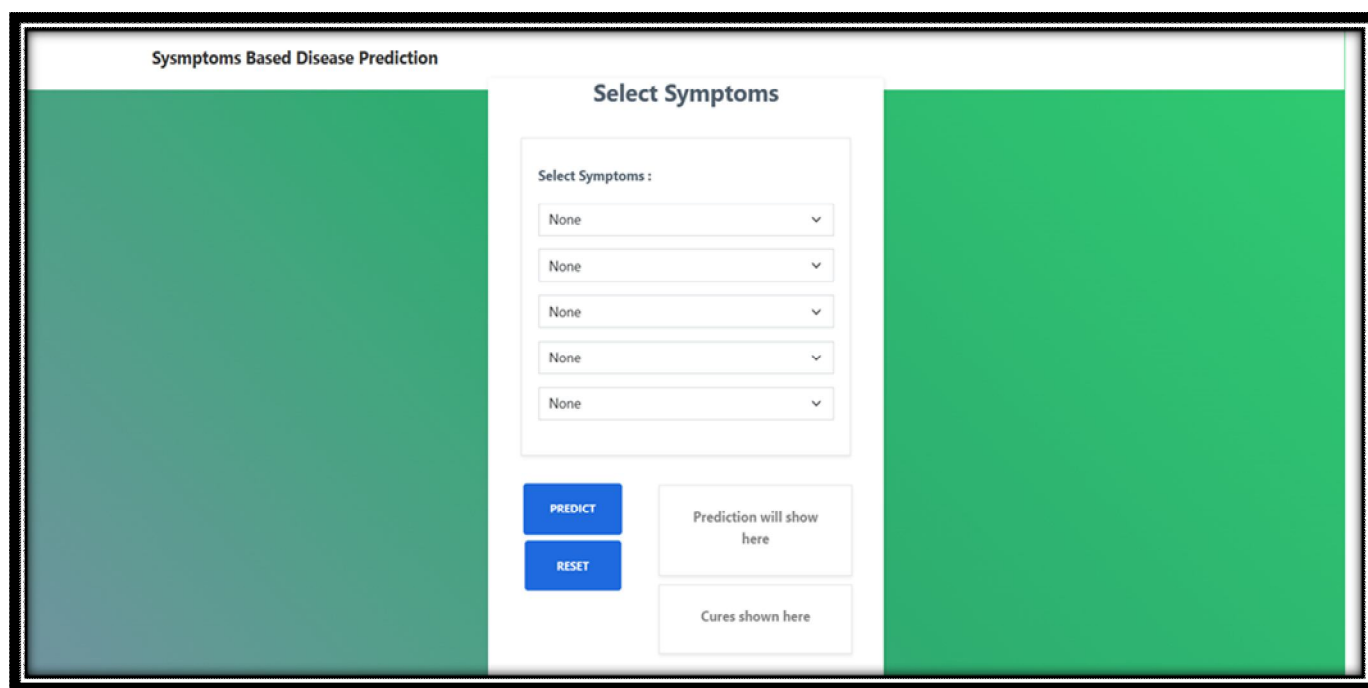 Sysmptoms Based Disease Prediction
Select Symptoms
Select Symptoms :
None
None
None
None
None
PREDICT
RESET
Prediction will show
here
Cures shown here